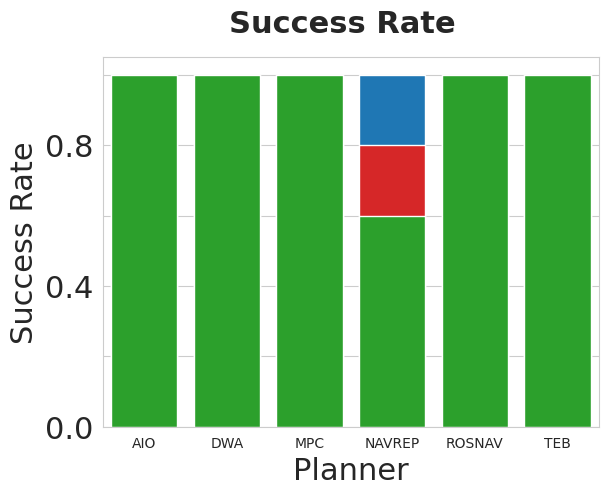 Success Rate
Success Rate
0.8
0.4
0.0
AIO DWA MPC NAVREP ROSNAV TEB
Planner